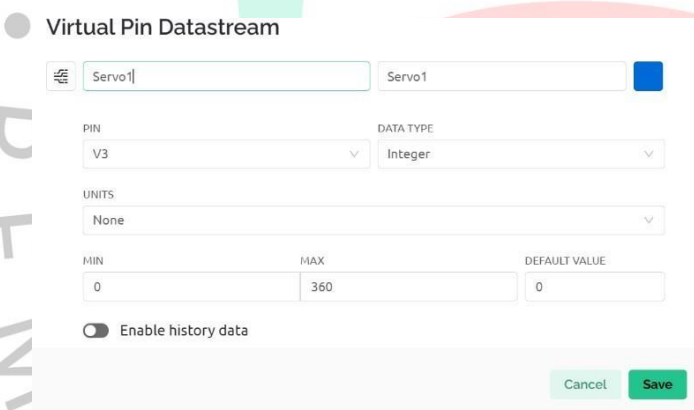 Virtual Pin Datastream
Servo1 Servo1
PIN DATA TYPE
V3 Integer
UNITS
None
MIN MAX DEFAULT VALUE
0 360 0
Enable history data
Cancel Save